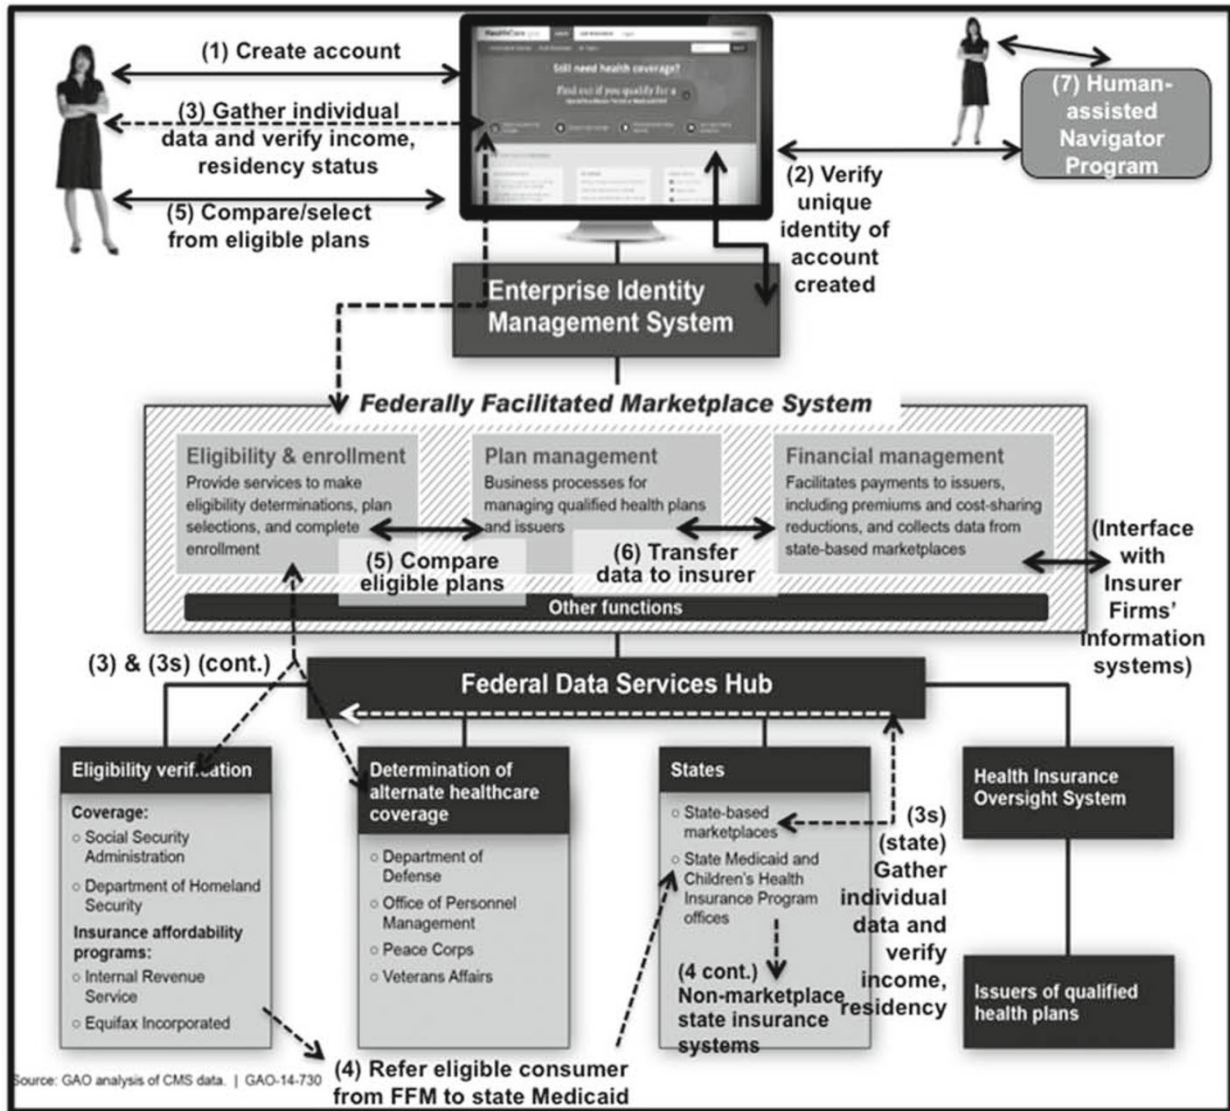 (1) Create account
(3) Gather individual
data and verify income,
residency status
(5) Compare/select
from eligible plans
Still need health coverage?
Find out if you qualify for a
(7) Human-
assisted
Navigator
Program
(2) Verify
unique
identity of
account
created
Enterprise Identity
Management System
Federally Facilitated Marketplace System
Eligibility & enrollment
Provide services to make
eligibility determinations, plan
selections, and complete
enrollment
Plan management
Business processes for
managing qualified health plans
and issuers
Financial management
Facilitates payments to issuers,
including premiums and cost-sharing
reductions, and collects data from
state-based marketplaces
(5) Compare
eligible plans
(6) Transfer
data to insurer
Other functions
(Interface
with
Insurer
Firms'
information
systems)
(3) & (3s) (cont.)
Federal Data Services Hub
Eligibility verification
Coverage:
○ Social Security
Administration
○ Department of Homeland
Security
Insurance affordability
programs:
○ Internal Revenue
Service
○ Equifax Incorporated
Determination of
alternate healthcare
coverage
○ Department of
Defense
○ Office of Personnel
Management
○ Peace Corps
○ Veterans Affairs
States
○ State-based
marketplaces
○ State Medicaid and
Children's Health
Insurance Program
offices
(4 cont.)
Non-marketplace
state insurance
systems
(3s)
(state)
Gather
individual
data and
verify
income,
residency
Health Insurance
Oversight System
Issuers of qualified
health plans
(4) Refer eligible consumer
from FFM to state Medicaid
Source: GAO analysis of CMS data. | GAO-14-730